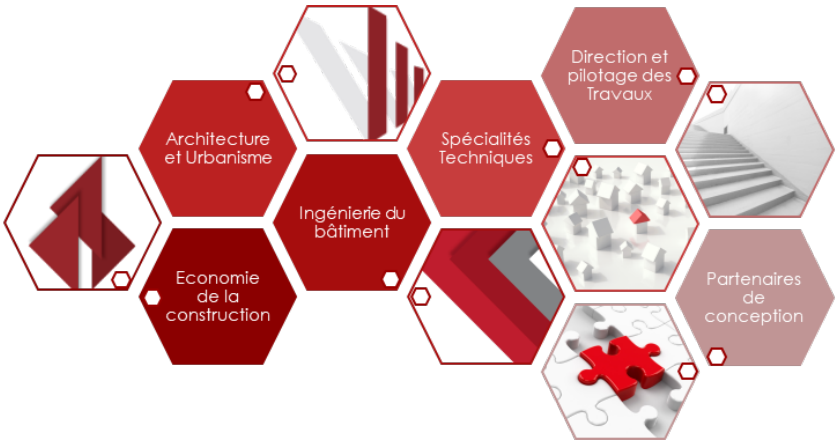 Direction et
pilotage des
Travaux
Architecture
et Urbanisme
Spécialités
Techniques
Ingénierie du
bâtiment
Economie
de la
construction
Partenaires
de
conception